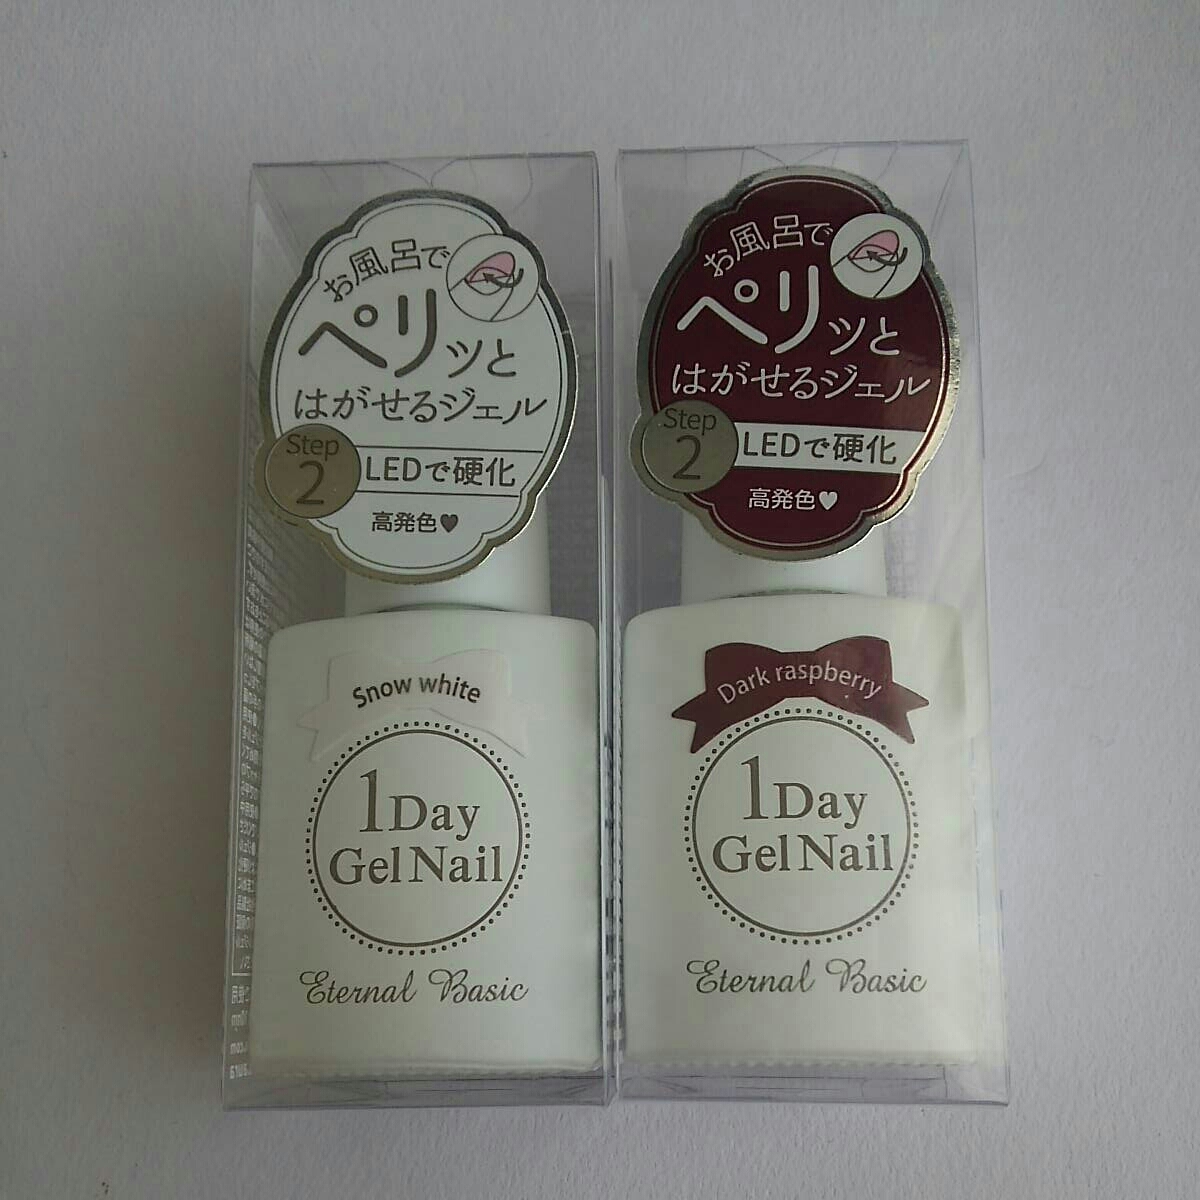 お風呂で
ペリッと
はがせるジェル
Step
2
LEDで硬化
高発色♥
Snow white
1Day
Gel Nail
Eternal Basic
お風呂で
ペリッと
はがせるジェル
Step
2
LEDで硬化
高発色♥
Dark raspberry
1Day
Gel Nail
Eternal Basic